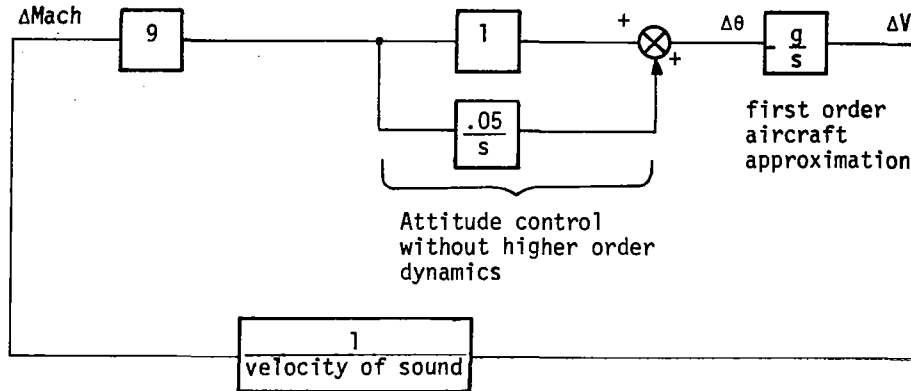 ΔMach
9
1
+
+
Δθ
- g
s
ΔV
.05
s
first order
aircraft
approximation
Attitude control
without higher order
dynamics
1
velocity of sound